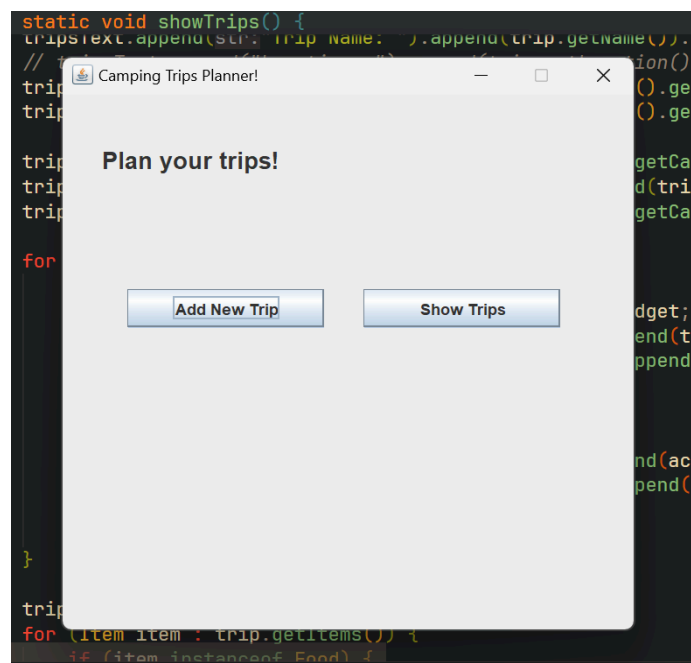 static void showTrips() {
tripsText.append(str: "Trip Name: ").append(trip.getName()).
Camping Trips Planner!
().ge
().ge
Plan your trips!
getCa
d(tri
getCa
for
Add New Trip
Show Trips
dget;
end(t
ppend
nd(ac
pend(
}
trip
for (Item item : trip.getItems()) {
if (item instanceof Food) {